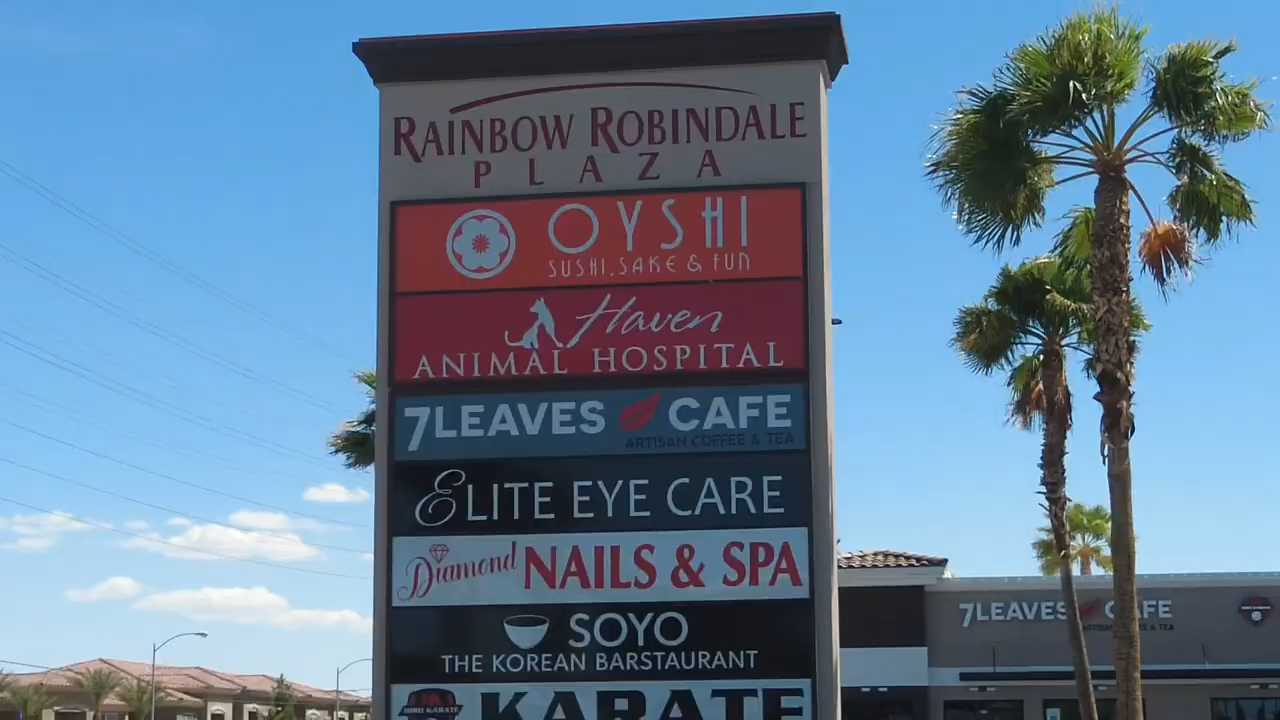 RAINBOW ROBINDALE
PLAZA
OYSHI
SUSHI, SAKE & FUN
Haven
ANIMAL HOSPITAL
7LEAVES CAFE
ARTISAN COFFEE & TEA
ELITE EYE CARE
Diamond NAILS & SPA
SOYO
THE KOREAN BARSTAURANT
KARATE
7LEAVES CAFE